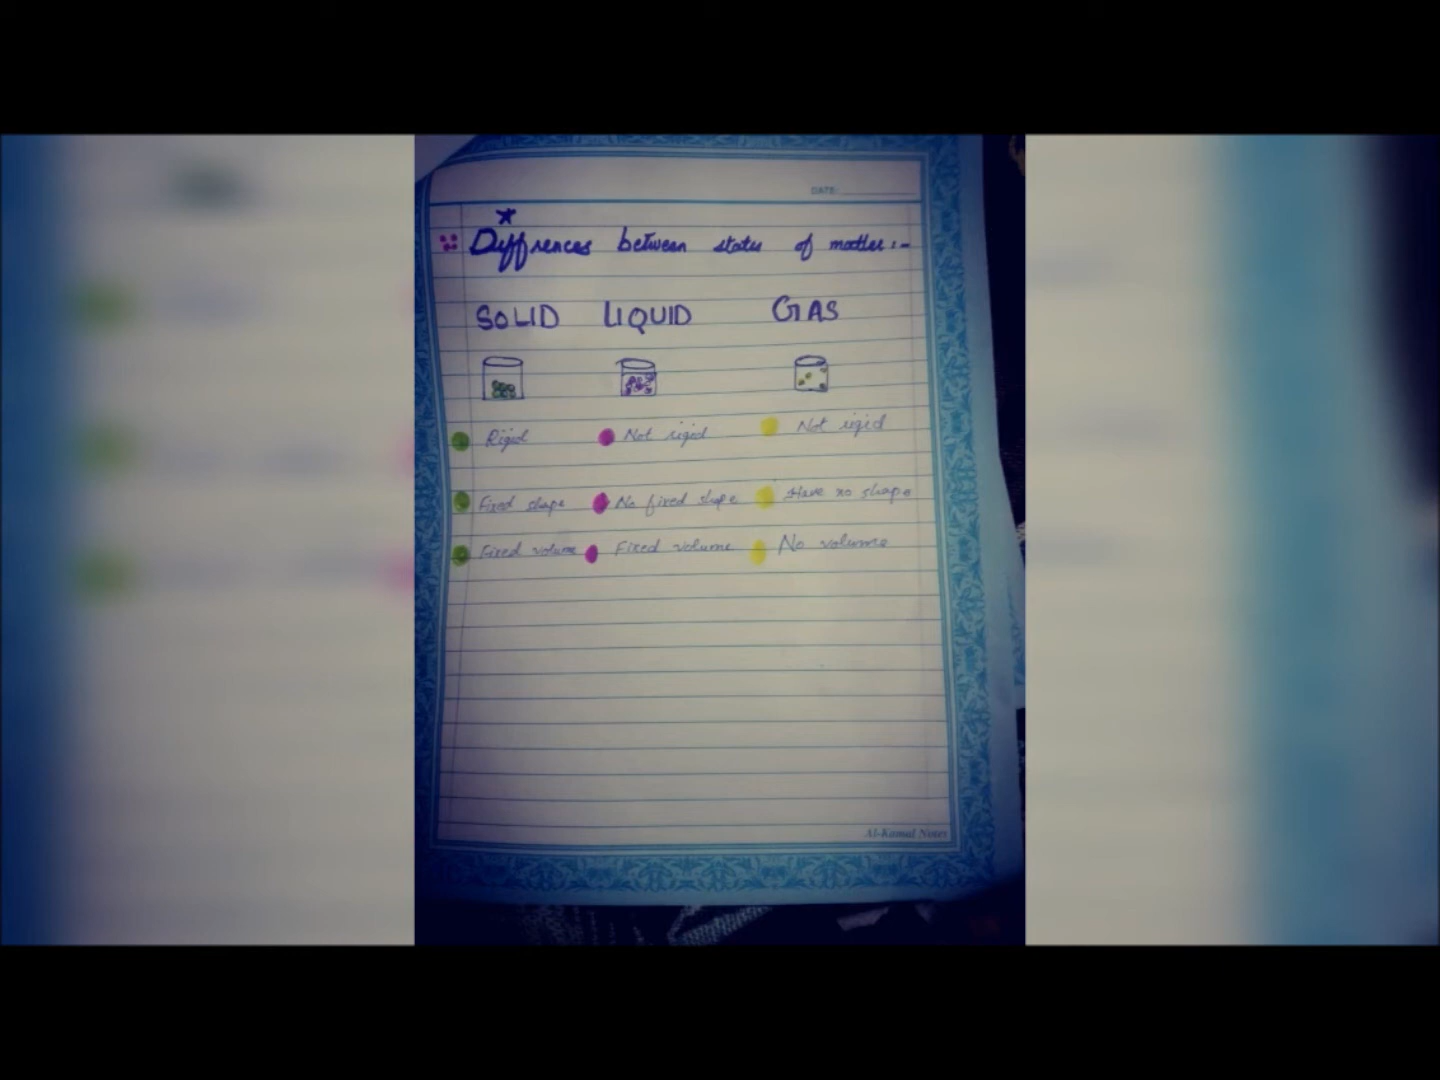 DATE:
Diffrences between states of matter:-
SOLID LIQUID GAS
Rigid Not rigid Not rigid
Fixed shape No fixed shape Have no shape
Fixed volume Fixed volume No volume
Al-Kamal Notes